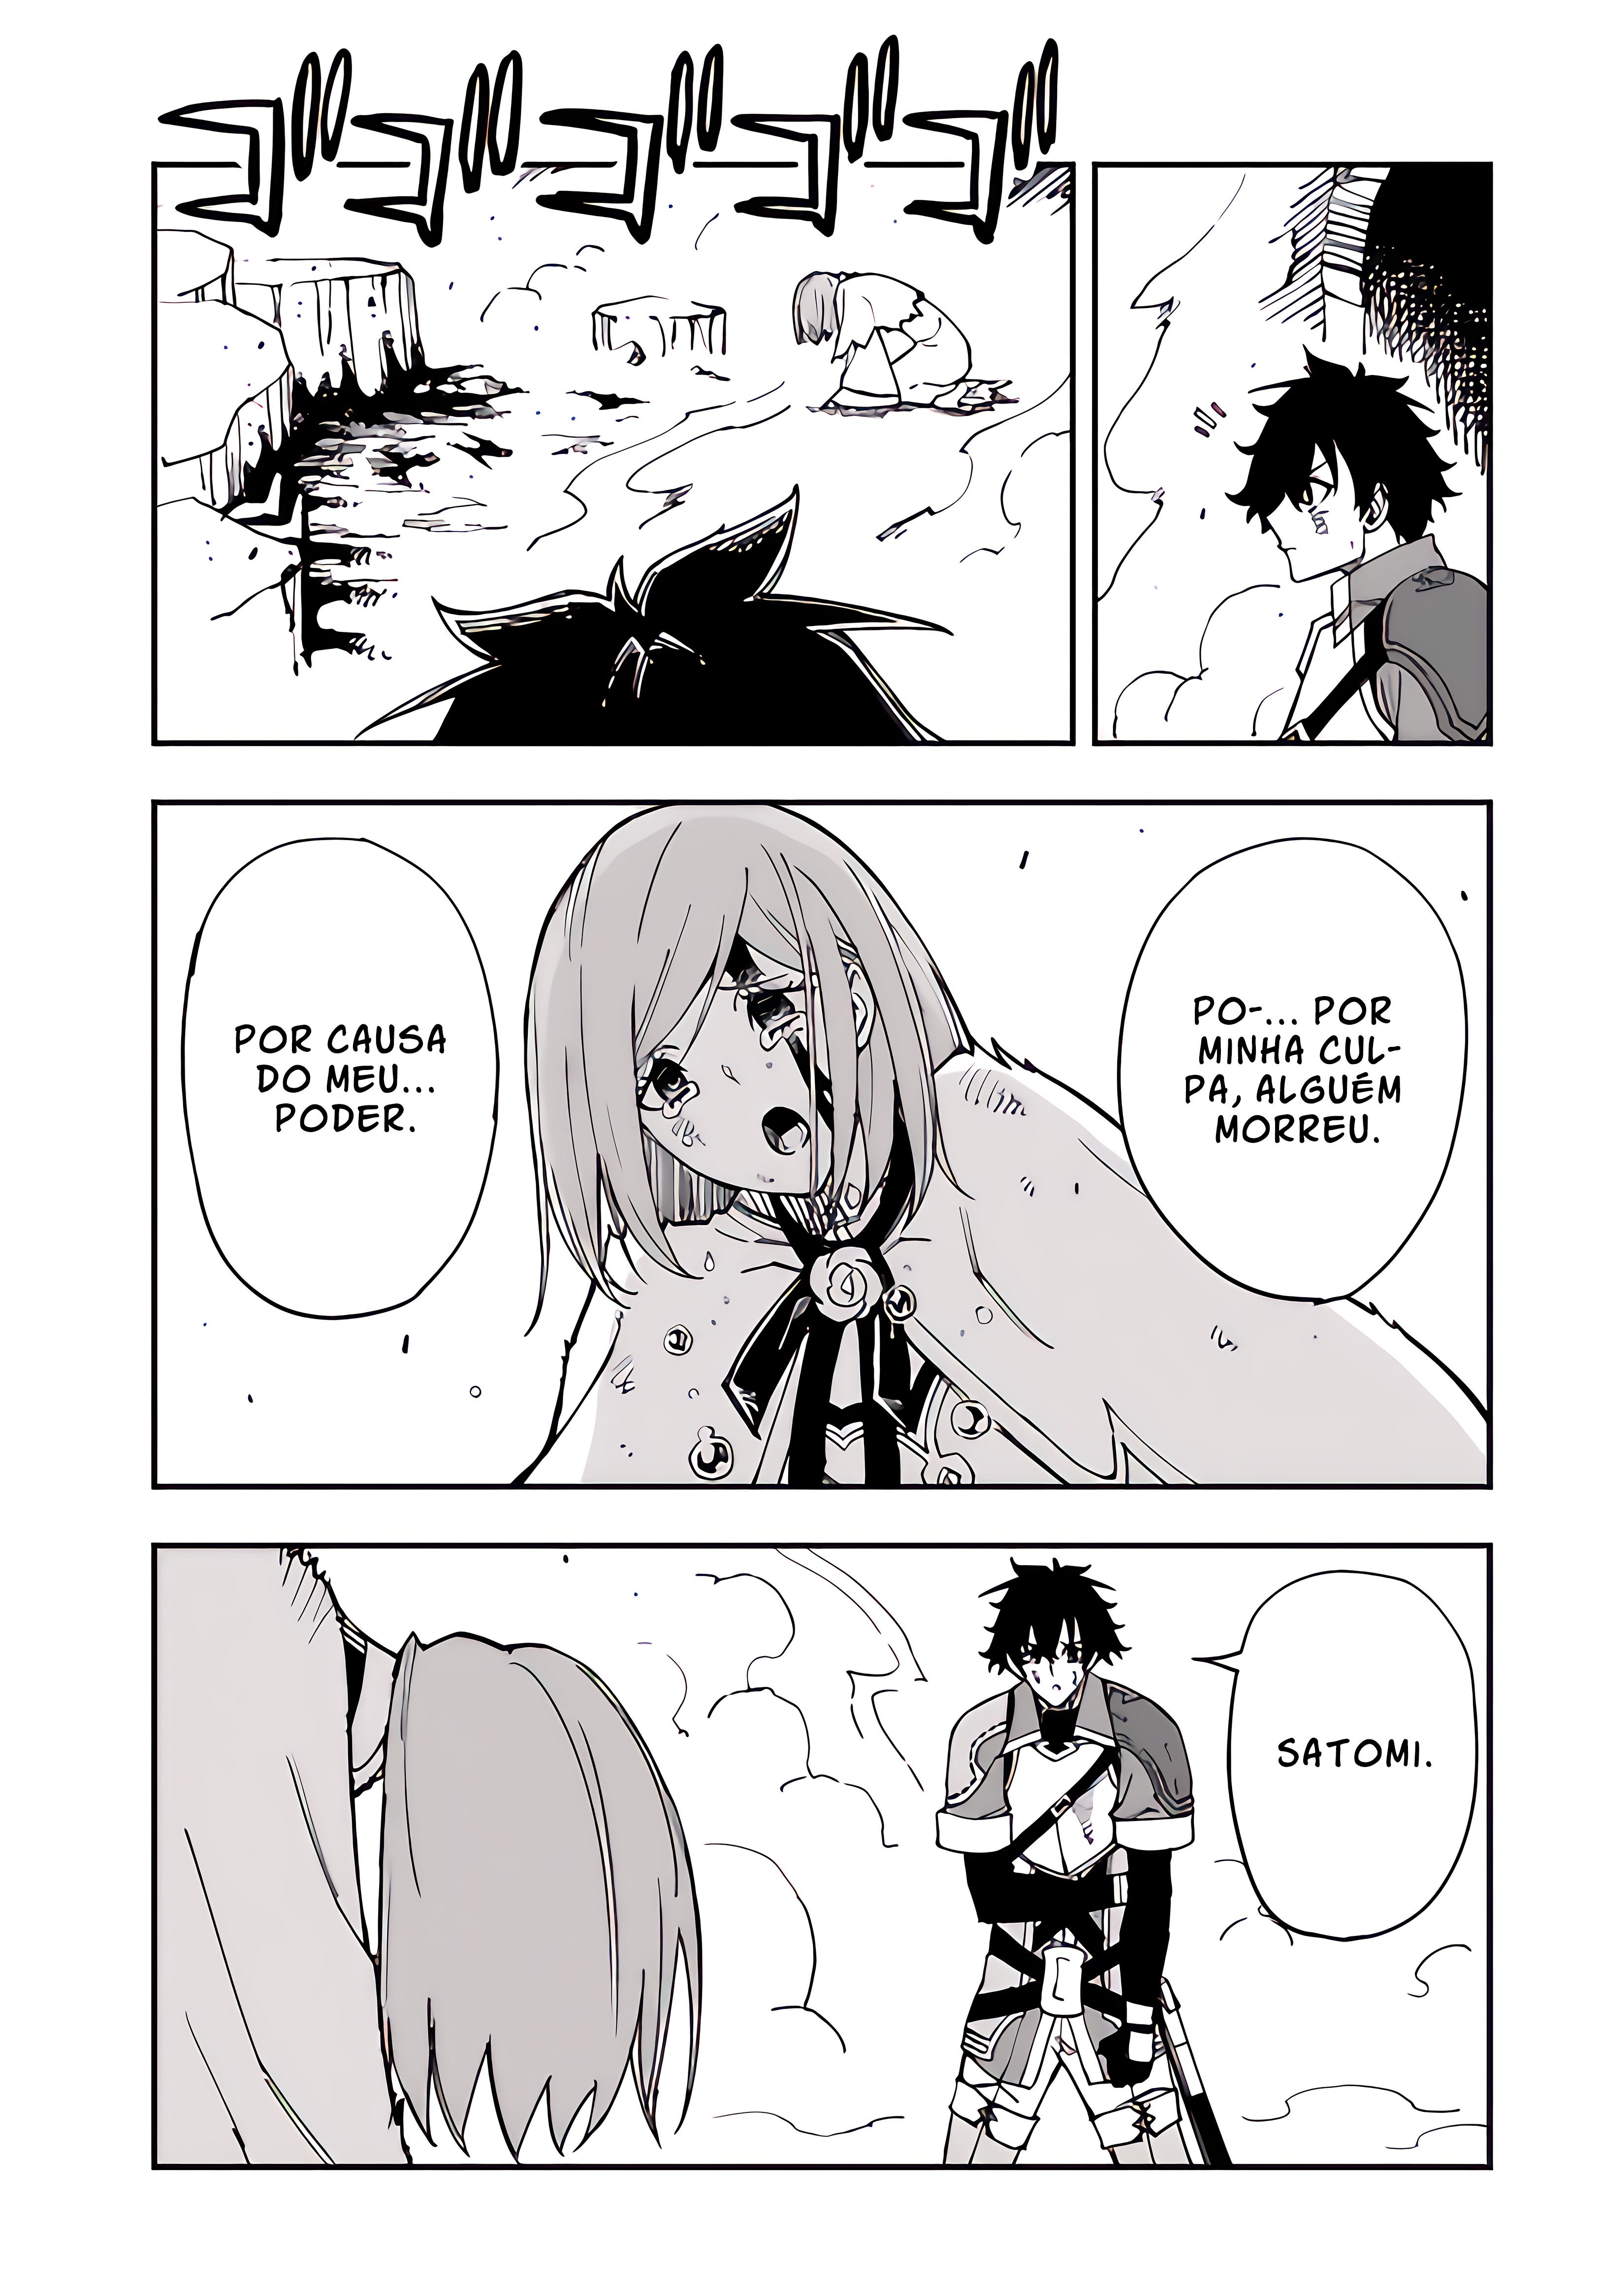 ゴゴゴゴゴ
PO-... POR
MINHA CUL-
PA, ALGUÉM
MORREU.
POR CAUSA
DO MEU...
PODER.
SATOMI.